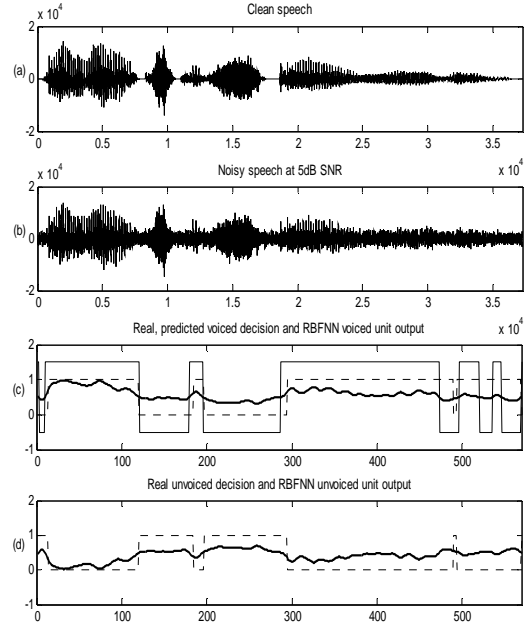 Clean speech
x 10^4
2
(a) 0
-2
0 0.5 1 1.5 2 2.5 3 3.5
x 10^4
Noisy speech at 5dB SNR
x 10^4
2
(b) 0
-2
0 0.5 1 1.5 2 2.5 3 3.5
x 10^4
Real, predicted voiced decision and RBFNN voiced unit output
2
1
(c)
0
-1
0 100 200 300 400 500
Real unvoiced decision and RBFNN unvoiced unit output
2
1
(d)
0
-1
0 100 200 300 400 500